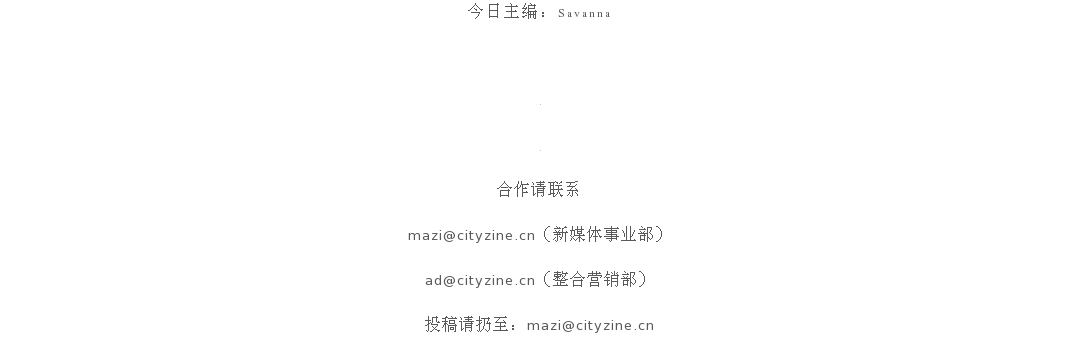 今日主编：Savanna
合作请联系
mazi@cityzine.cn（新媒体事业部）
ad@cityzine.cn（整合营销部）
投稿请扔至：mazi@cityzine.cn